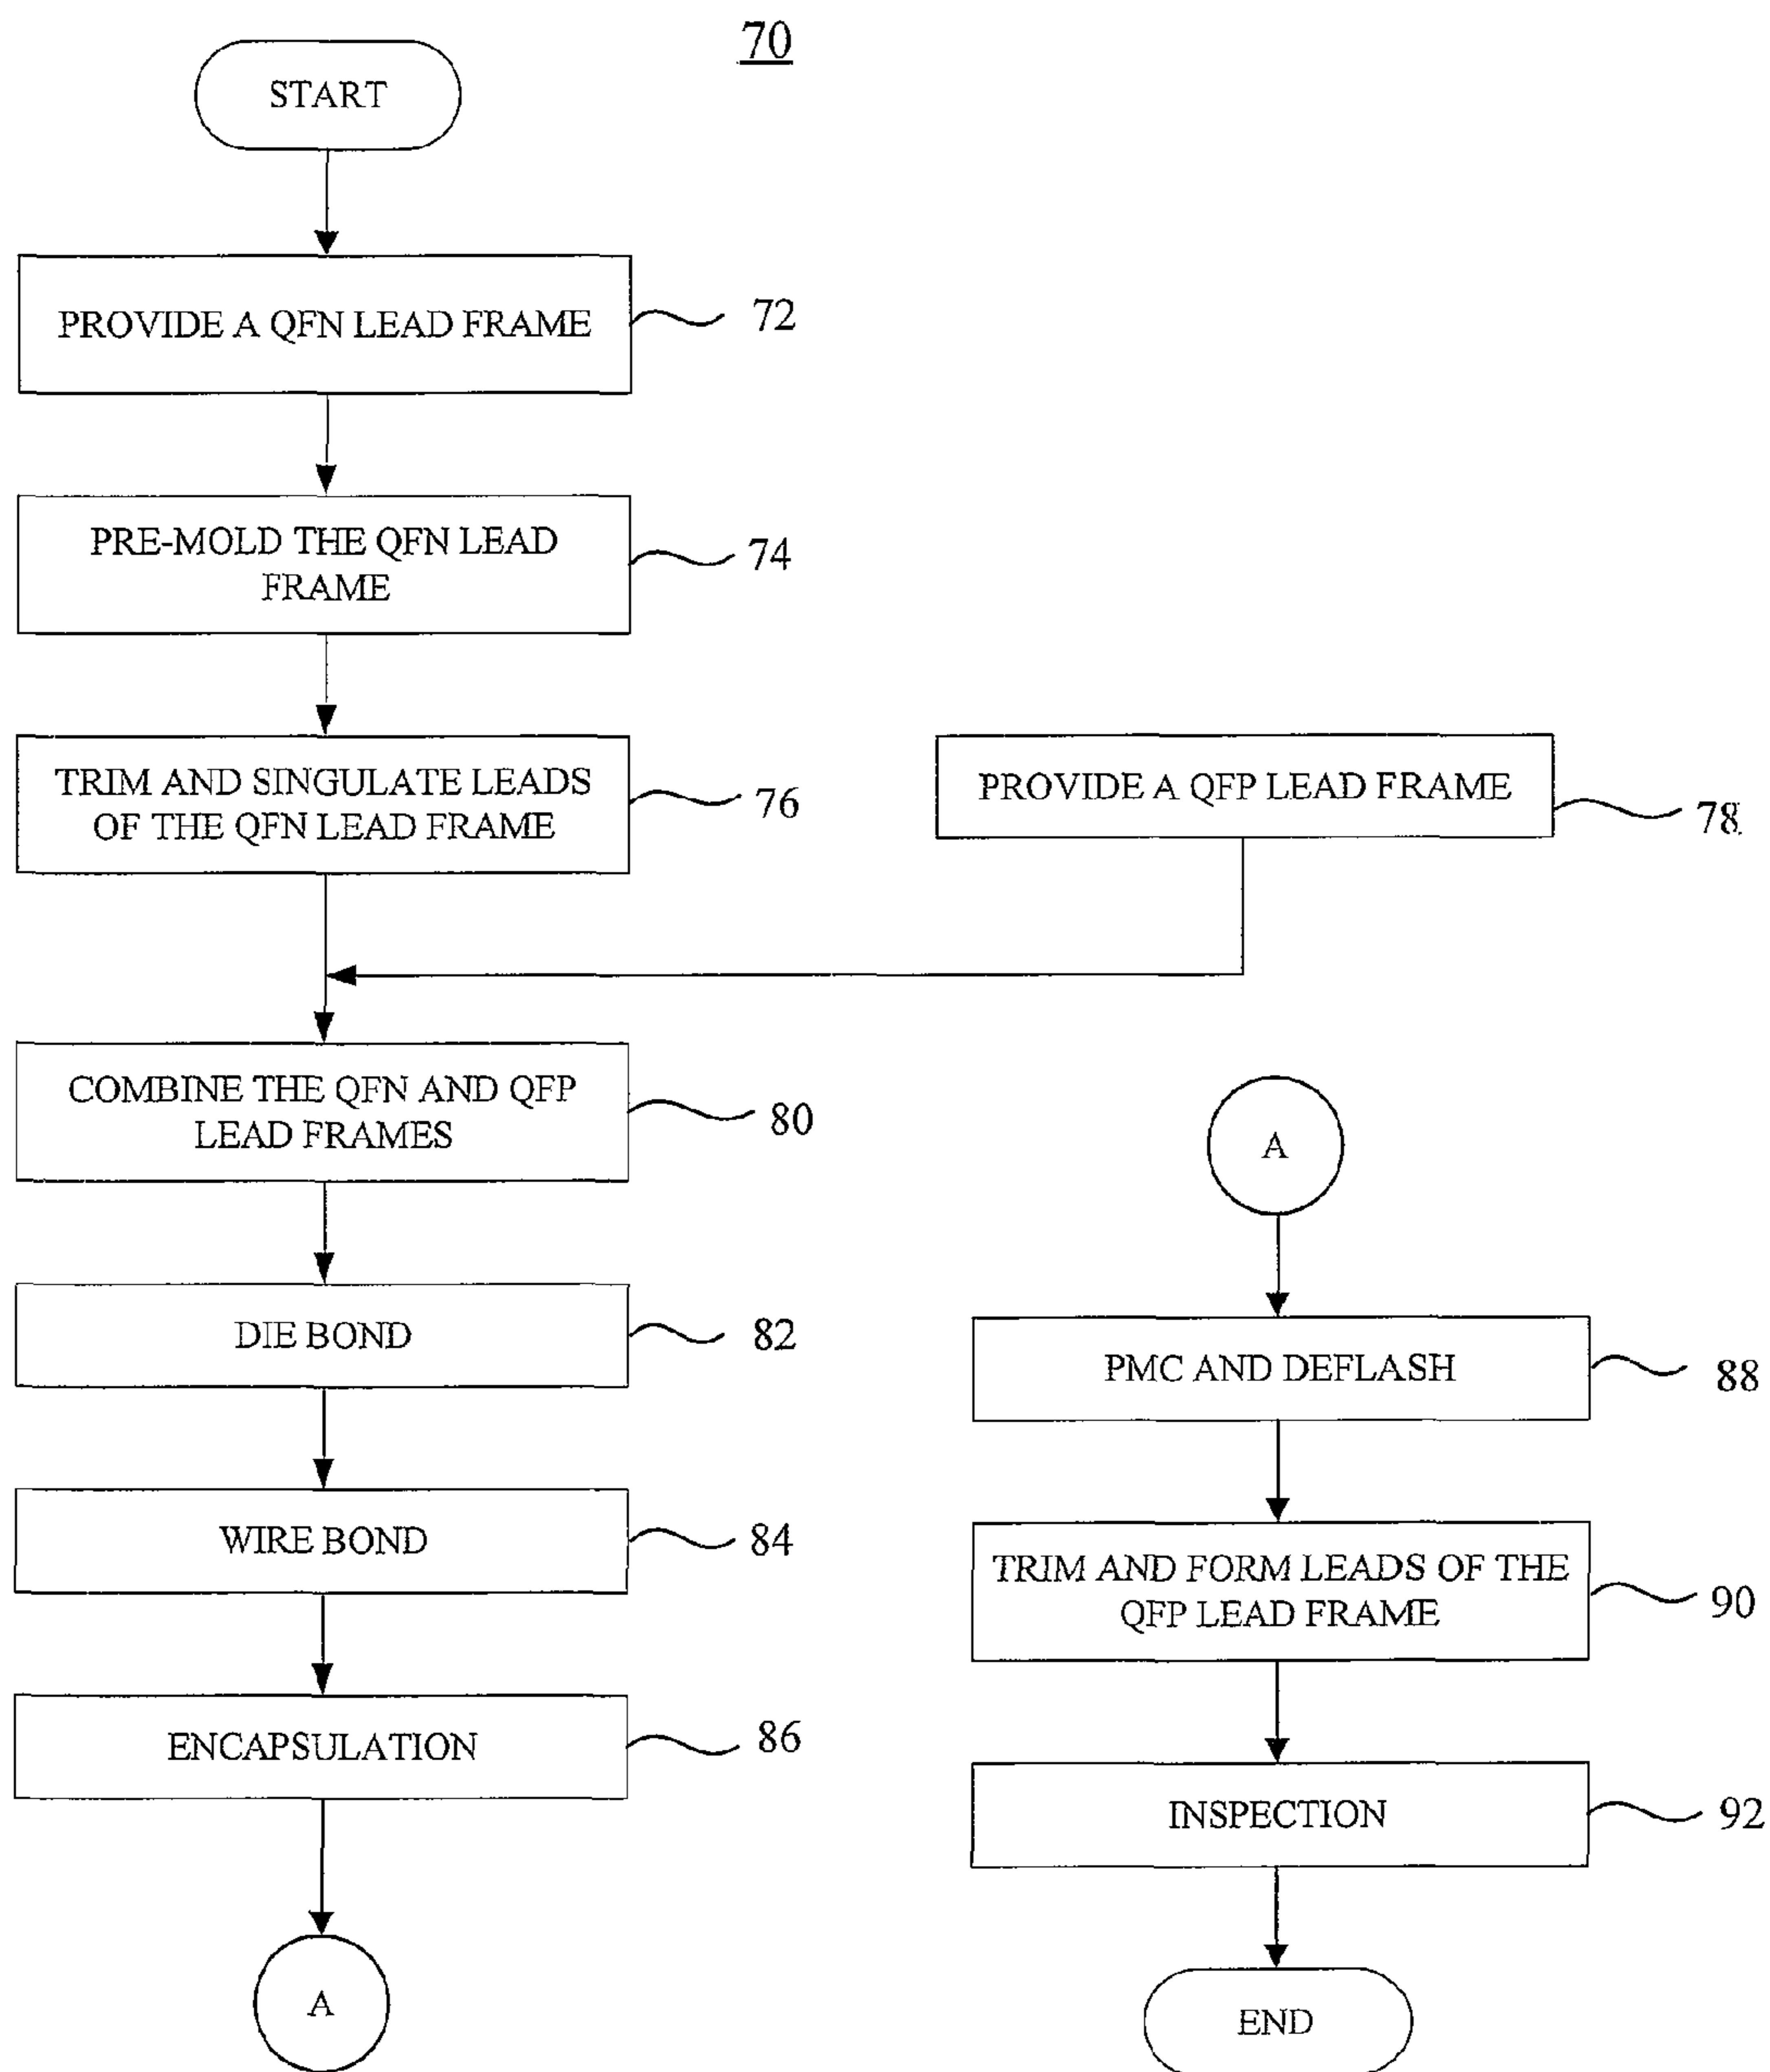 70
START
PROVIDE A QFN LEAD FRAME
72
PRE-MOLD THE QFN LEAD
FRAME
74
TRIM AND SINGULATE LEADS
OF THE QFN LEAD FRAME
76
PROVIDE A QFP LEAD FRAME
78
COMBINE THE QFN AND QFP
LEAD FRAMES
80
DIE BOND
82
WIRE BOND
84
ENCAPSULATION
86
A
A
PMC AND DEFLASH
88
TRIM AND FORM LEADS OF THE
QFP LEAD FRAME
90
INSPECTION
92
END